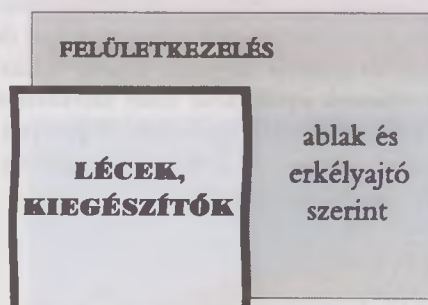 FELÜLETKEZELÉS
LÉCEK,
KIEGÉSZÍTŐK
ablak és
erkélyajtó
szerint